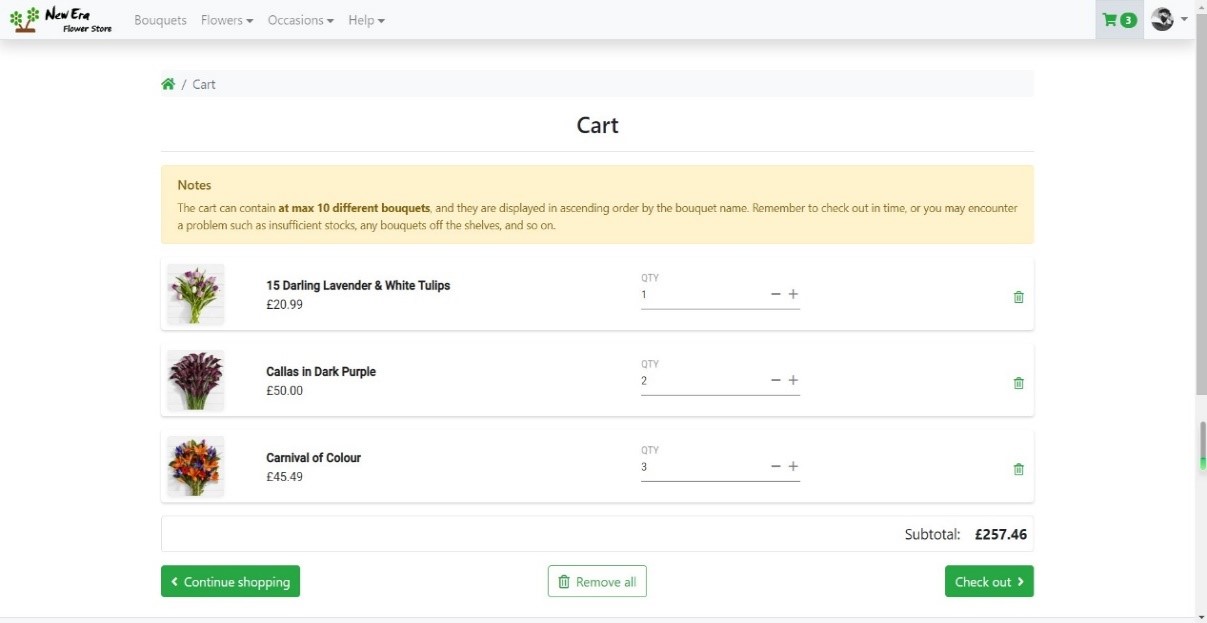 New Era
Flower Store
Bouquets Flowers Occasions Help
3
/ Cart
Cart
Notes
The cart can contain at max 10 different bouquets, and they are displayed in ascending order by the bouquet name. Remember to check out in time, or you may encounter
a problem such as insufficient stocks, any bouquets off the shelves, and so on.
15 Darling Lavender & White Tulips
£20.99
QTY
1
Callas in Dark Purple
£50.00
QTY
2
Carnival of Colour
£45.49
QTY
3
Subtotal: £257.46
Continue shopping
Remove all
Check out